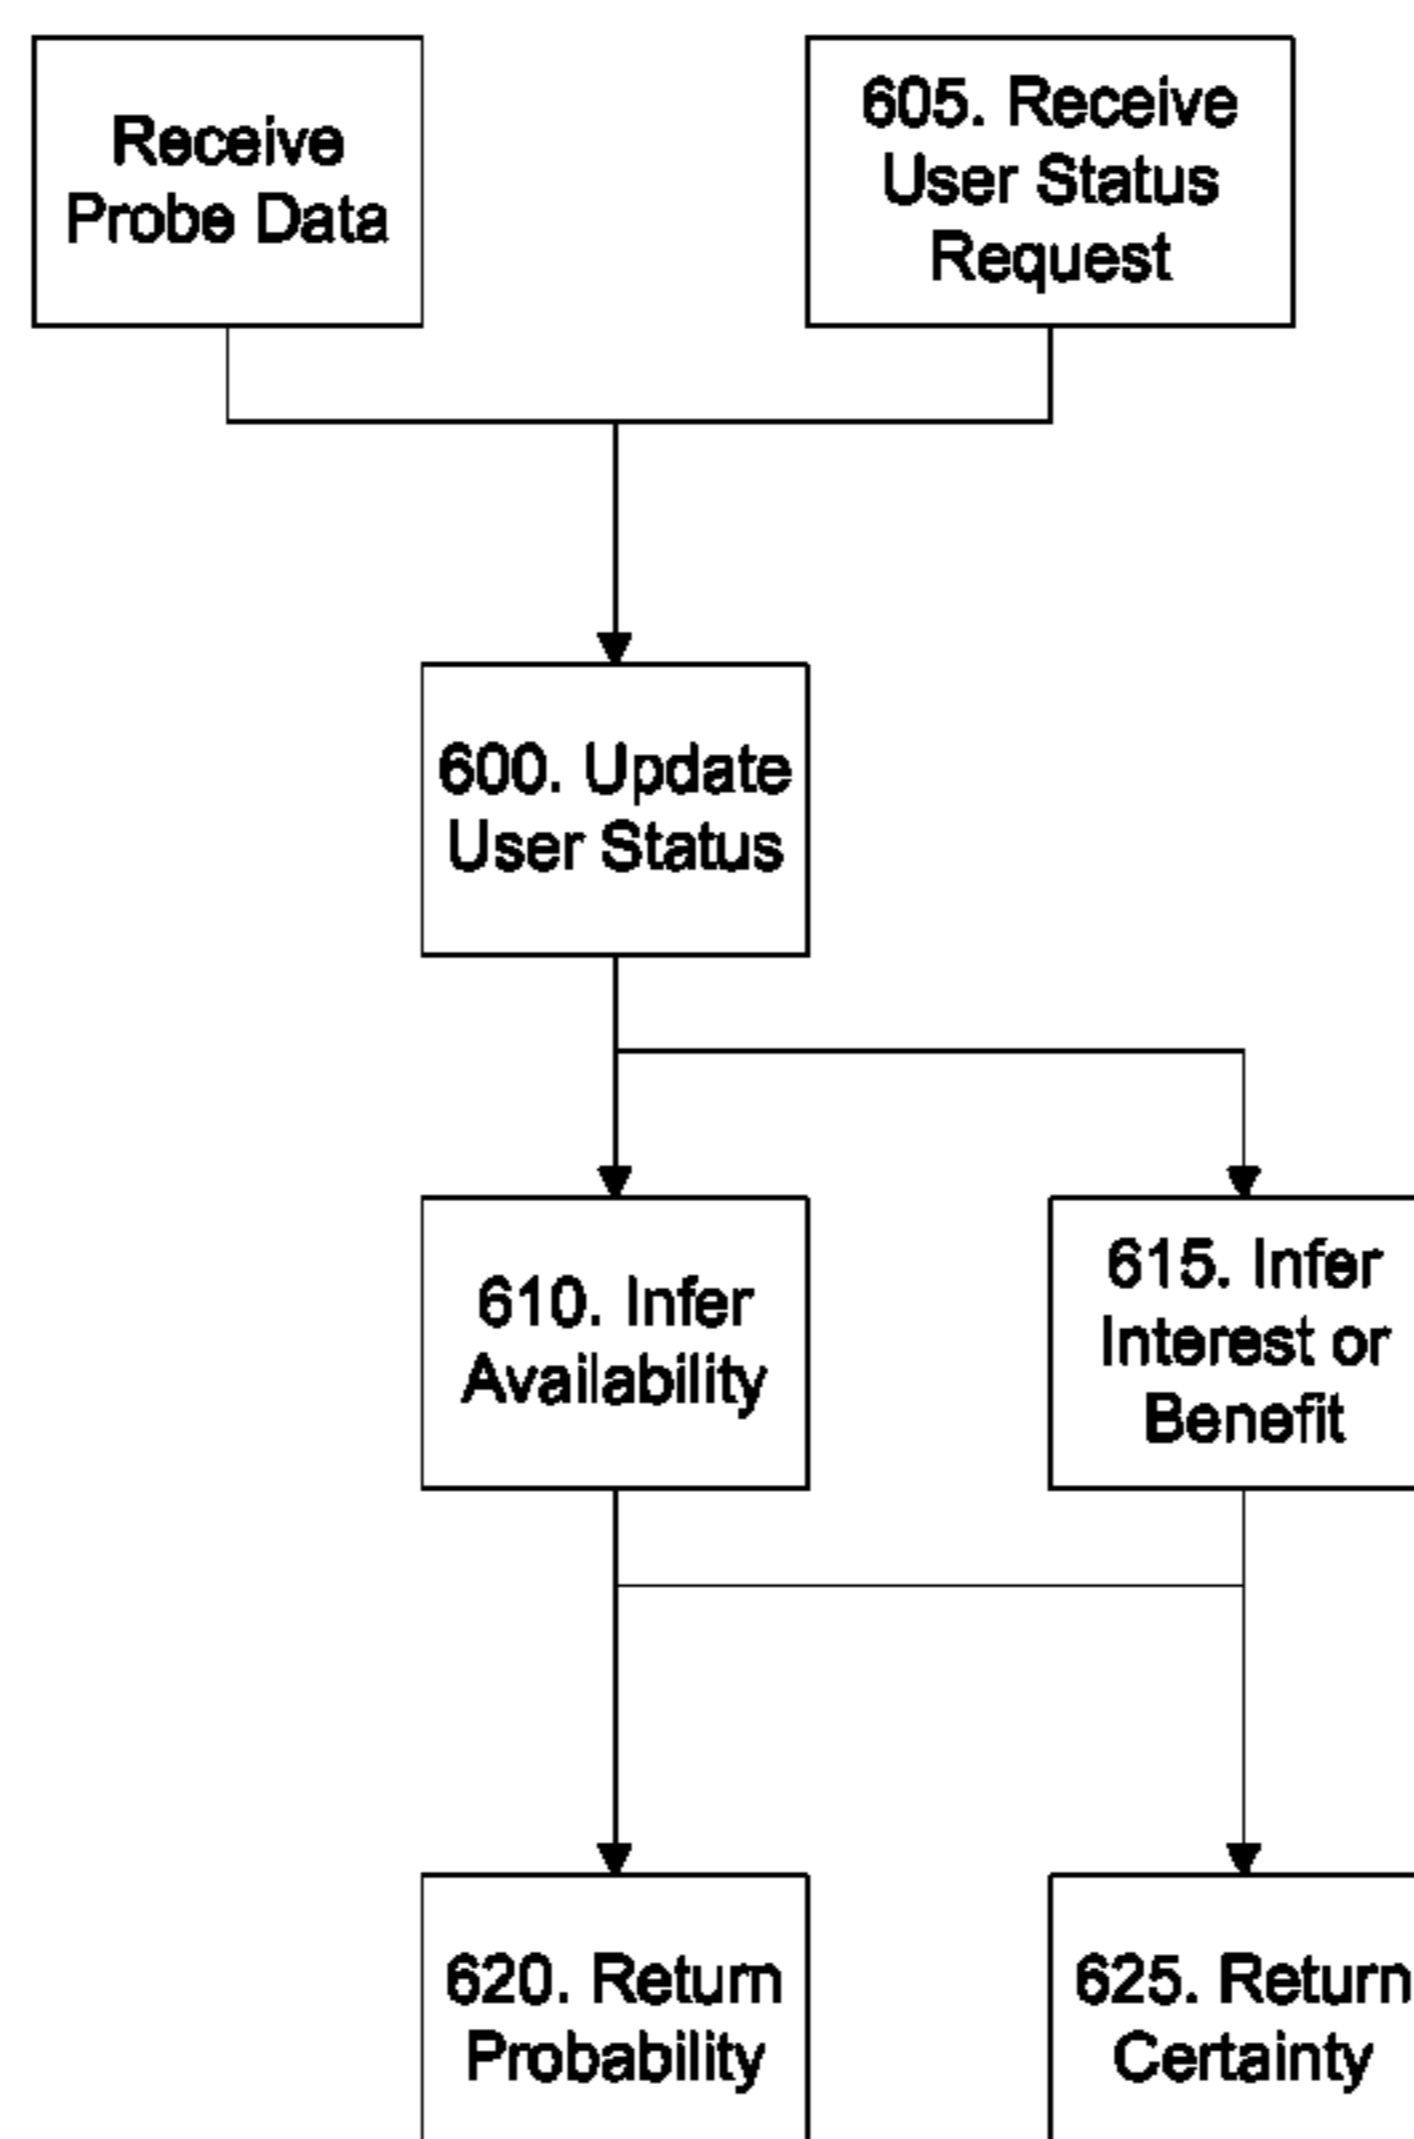 Receive
Probe Data
605. Receive
User Status
Request
600. Update
User Status
610. Infer
Availability
615. Infer
Interest or
Benefit
620. Return
Probability
625. Return
Certainty